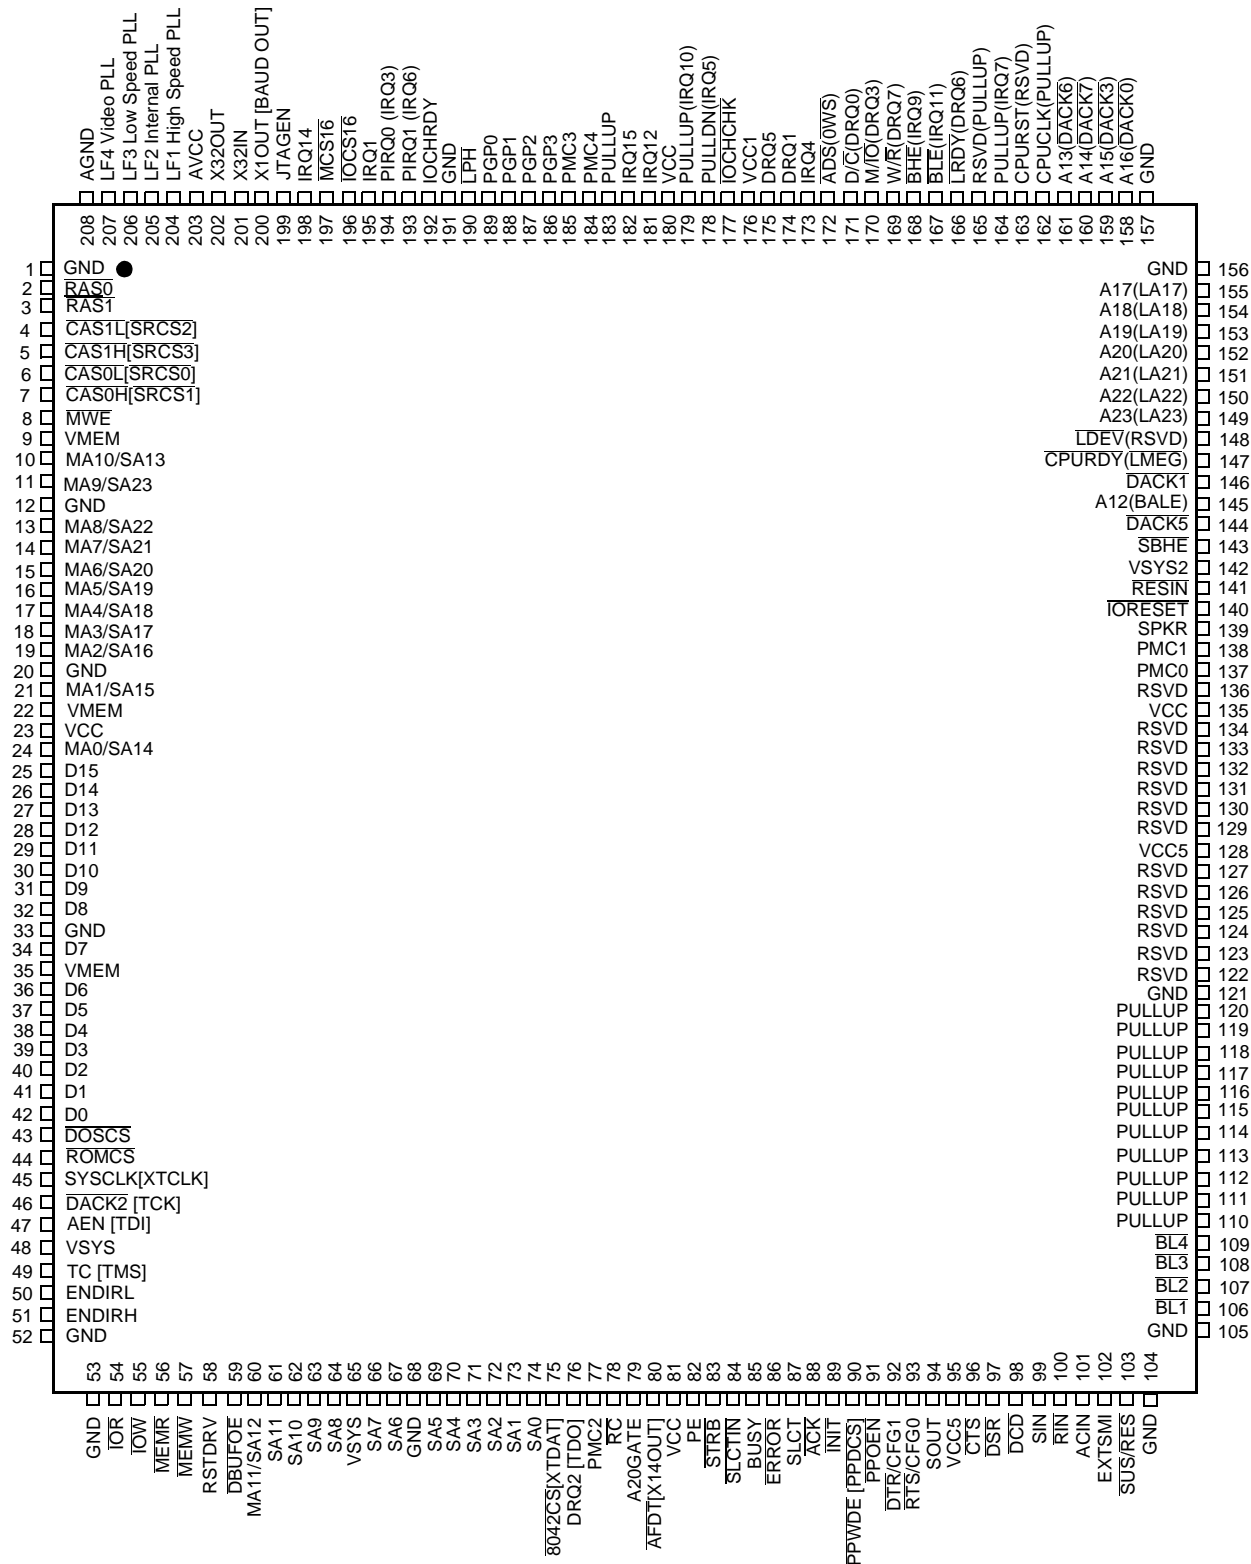 AGND
LF4 Video PLL
LF3 Low Speed PLL
LF2 Internal PLL
LF1 High Speed PLL
AVCC
X32OUT
X32IN
X1OUT [BAUD OUT]
JTAGEN
IRQ14
MCS16
IOCS16
IRQ1
PIRQ0 (IRQ3)
PIRQ1 (IRQ6)
IOCHRDY
GND
LPH
PGP0
PGP1
PGP2
PGP3
PMC3
PMC4
PULLUP
IRQ15
IRQ12
VCC
PULLUP(IRQ10)
PULLDN(IRQ5)
IOCHCHK
VCC1
DRQ5
DRQ1
IRQ4
ADS(0WS)
D/C(DRQ0)
M/IO(DRQ3)
W/R(DRQ7)
BHE(IRQ9)
BLE(IRQ11)
LRDY(DRQ6)
RSVD(PULLUP)
PULLUP(IRQ7)
CPURST(RSVD)
CPUCLK(PULLUP)
A13(DACK6)
A14(DACK7)
A15(DACK3)
A16(DACK0)
GND
208
207
206
205
204
203
202
201
200
199
198
197
196
195
194
193
192
191
190
189
188
187
186
185
184
183
182
181
180
179
178
177
176
175
174
173
172
171
170
169
168
167
166
165
164
163
162
161
160
159
158
157
1 GND
2 RAS0
3 RAS1
4 CAS1L[SRCS2]
5 CAS1H[SRCS3]
6 CAS0L[SRCS0]
7 CAS0H[SRCS1]
8 MWE
9 VMEM
10 MA10/SA13
11 MA9/SA23
12 GND
13 MA8/SA22
14 MA7/SA21
15 MA6/SA20
16 MA5/SA19
17 MA4/SA18
18 MA3/SA17
19 MA2/SA16
20 GND
21 MA1/SA15
22 VMEM
23 VCC
24 MA0/SA14
25 D15
26 D14
27 D13
28 D12
29 D11
30 D10
31 D9
32 D8
33 GND
34 D7
35 VMEM
36 D6
37 D5
38 D4
39 D3
40 D2
41 D1
42 D0
43 DOSCS
44 ROMCS
45 SYSCLK[XTCLK]
46 DACK2 [TCK]
47 AEN [TDI]
48 VSYS
49 TC [TMS]
50 ENDIRL
51 ENDIRH
52 GND
GND 156
A17(LA17) 155
A18(LA18) 154
A19(LA19) 153
A20(LA20) 152
A21(LA21) 151
A22(LA22) 150
A23(LA23) 149
LDEV(RSVD) 148
CPURDY(LMEG) 147
DACK1 146
A12(BALE) 145
DACK5 144
SBHE 143
VSYS2 142
RESIN 141
IORESET 140
SPKR 139
PMC1 138
PMC0 137
RSVD 136
VCC 135
RSVD 134
RSVD 133
RSVD 132
RSVD 131
RSVD 130
RSVD 129
VCC5 128
RSVD 127
RSVD 126
RSVD 125
RSVD 124
RSVD 123
RSVD 122
GND 121
PULLUP 120
PULLUP 119
PULLUP 118
PULLUP 117
PULLUP 116
PULLUP 115
PULLUP 114
PULLUP 113
PULLUP 112
PULLUP 111
PULLUP 110
BL4 109
BL3 108
BL2 107
BL1 106
GND 105
53
54
55
56
57
58
59
60
61
62
63
64
65
66
67
68
69
70
71
72
73
74
75
76
77
78
79
80
81
82
83
84
85
86
87
88
89
90
91
92
93
94
95
96
97
98
99
100
101
102
103
104
GND
IOR
IOW
MEMR
MEMW
RSTDRV
DBUFOE
MA11/SA12
SA11
SA10
SA9
SA8
VSYS
SA7
SA6
GND
SA5
SA4
SA3
SA2
SA1
SA0
8042CS[XTDAT]
DRQ2 [TDO]
PMC2
RC
A20GATE
AFDT[X14OUT]
VCC
PE
STRB
SLCTIN
BUSY
ERROR
SLCT
ACK
INIT
PPWDE [PPDCS]
PPOEN
DTR/CFG1
RTS/CFG0
SOUT
VCC5
CTS
DSR
DCD
SIN
RIN
ACIN
EXTSMI
SUS/RES
GND